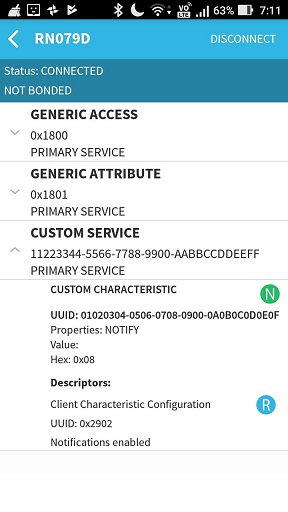 VO
LTE
63%
7:11
RN079D
DISCONNECT
Status: CONNECTED
NOT BONDED
GENERIC ACCESS
0x1800
PRIMARY SERVICE
GENERIC ATTRIBUTE
0x1801
PRIMARY SERVICE
CUSTOM SERVICE
11223344-5566-7788-9900-AABBCCDDEEFF
PRIMARY SERVICE
CUSTOM CHARACTERISTIC
N
UUID: 01020304-0506-0708-0900-0A0B0C0D0E0F
Properties: NOTIFY
Value:
Hex: 0x08
Descriptors:
Client Characteristic Configuration
R
UUID: 0x2902
Notifications enabled